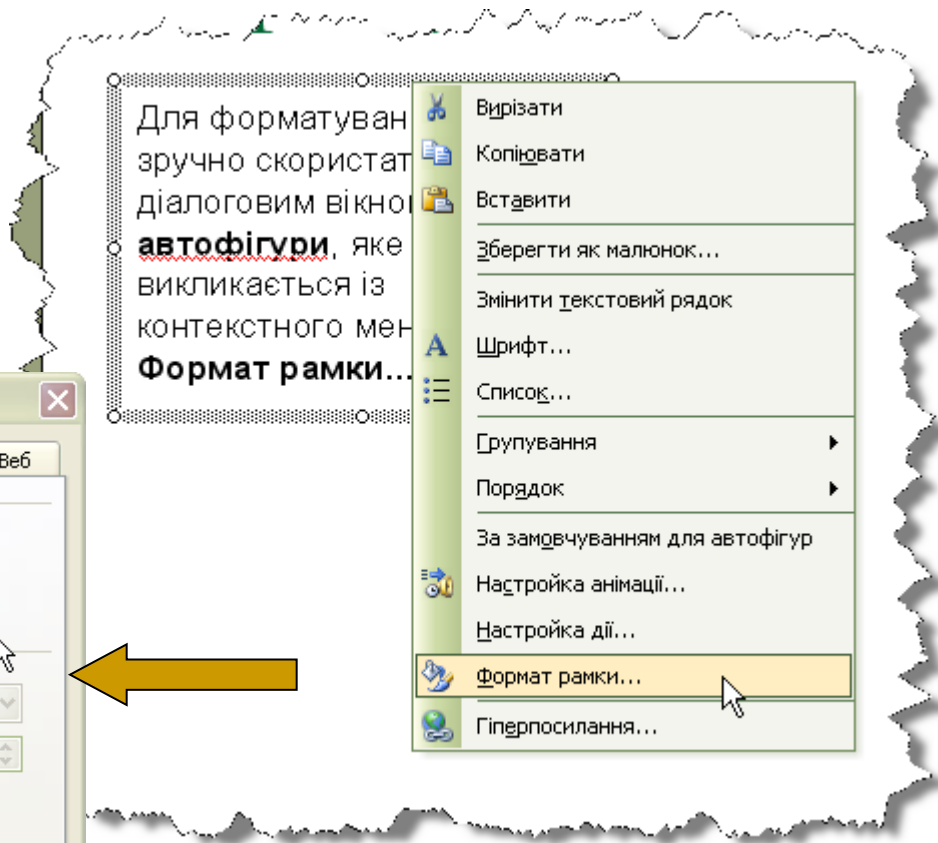 Для форматуван
зручно скористат
діалоговим вікно
автофігури, яке
викликається із
контекстного мен
Формат рамки...
Вирізати
Копіювати
Вставити
Зберегти як малюнок...
Змінити текстовий рядок
Шрифт...
Список...
Групування
Порядок
За замовчуванням для автофігур
Настройка анімації...
Настройка дії...
Формат рамки...
Гіперпосилання...
Веб